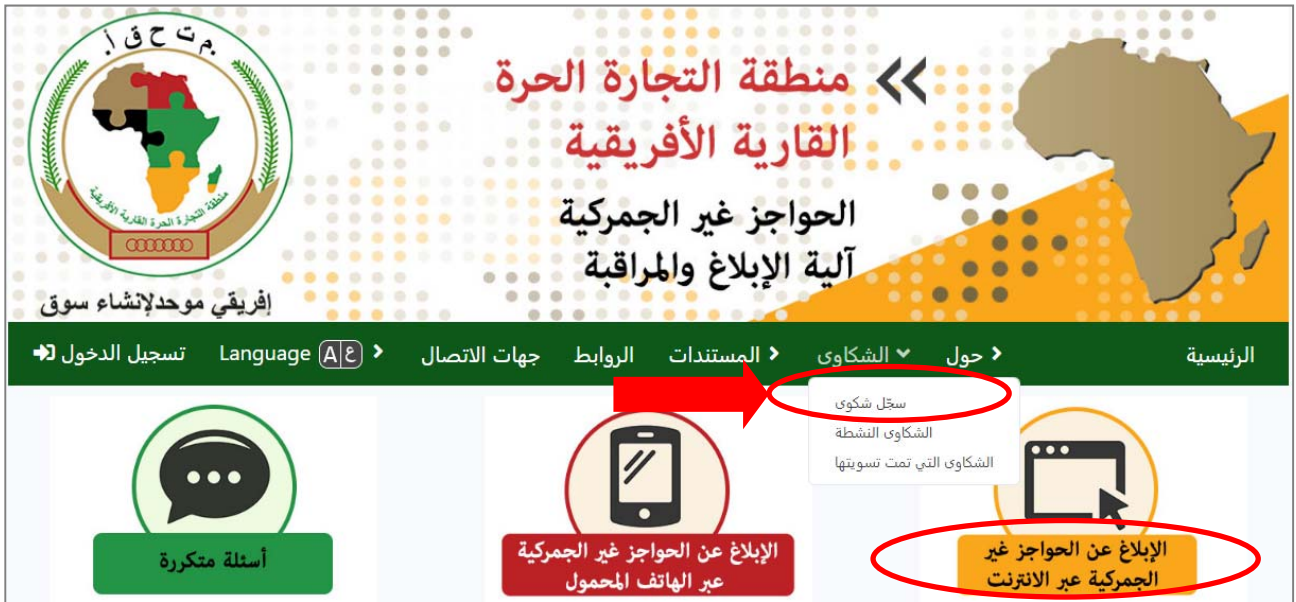 م ت ح ق أ.
منطقة التجارة الحرة القارية الأفريقية
إفريقي موحدلإنشاء سوق
منطقة التجارة الحرة
القارية الأفريقية
الحواجز غير الجمركية
آلية الإبلاغ والمراقبة
الرئيسية حول الشكاوى المستندات الروابط جهات الاتصال Language A ع تسجيل الدخول
سجّل شكوى
الشكاوى النشطة
الشكاوى التي تمت تسويتها
الإبلاغ عن الحواجز غير
الجمركية عبر الانترنت
الإبلاغ عن الحواجز غير الجمركية
عبر الهاتف المحمول
أسئلة متكررة